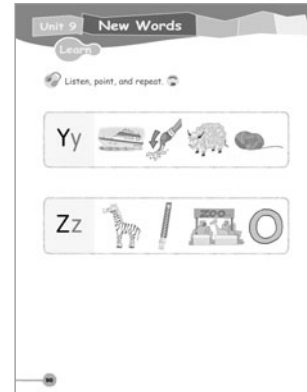 Unit 9 New Words
Learn
Listen, point, and repeat.
Yy
Zz
ZOO